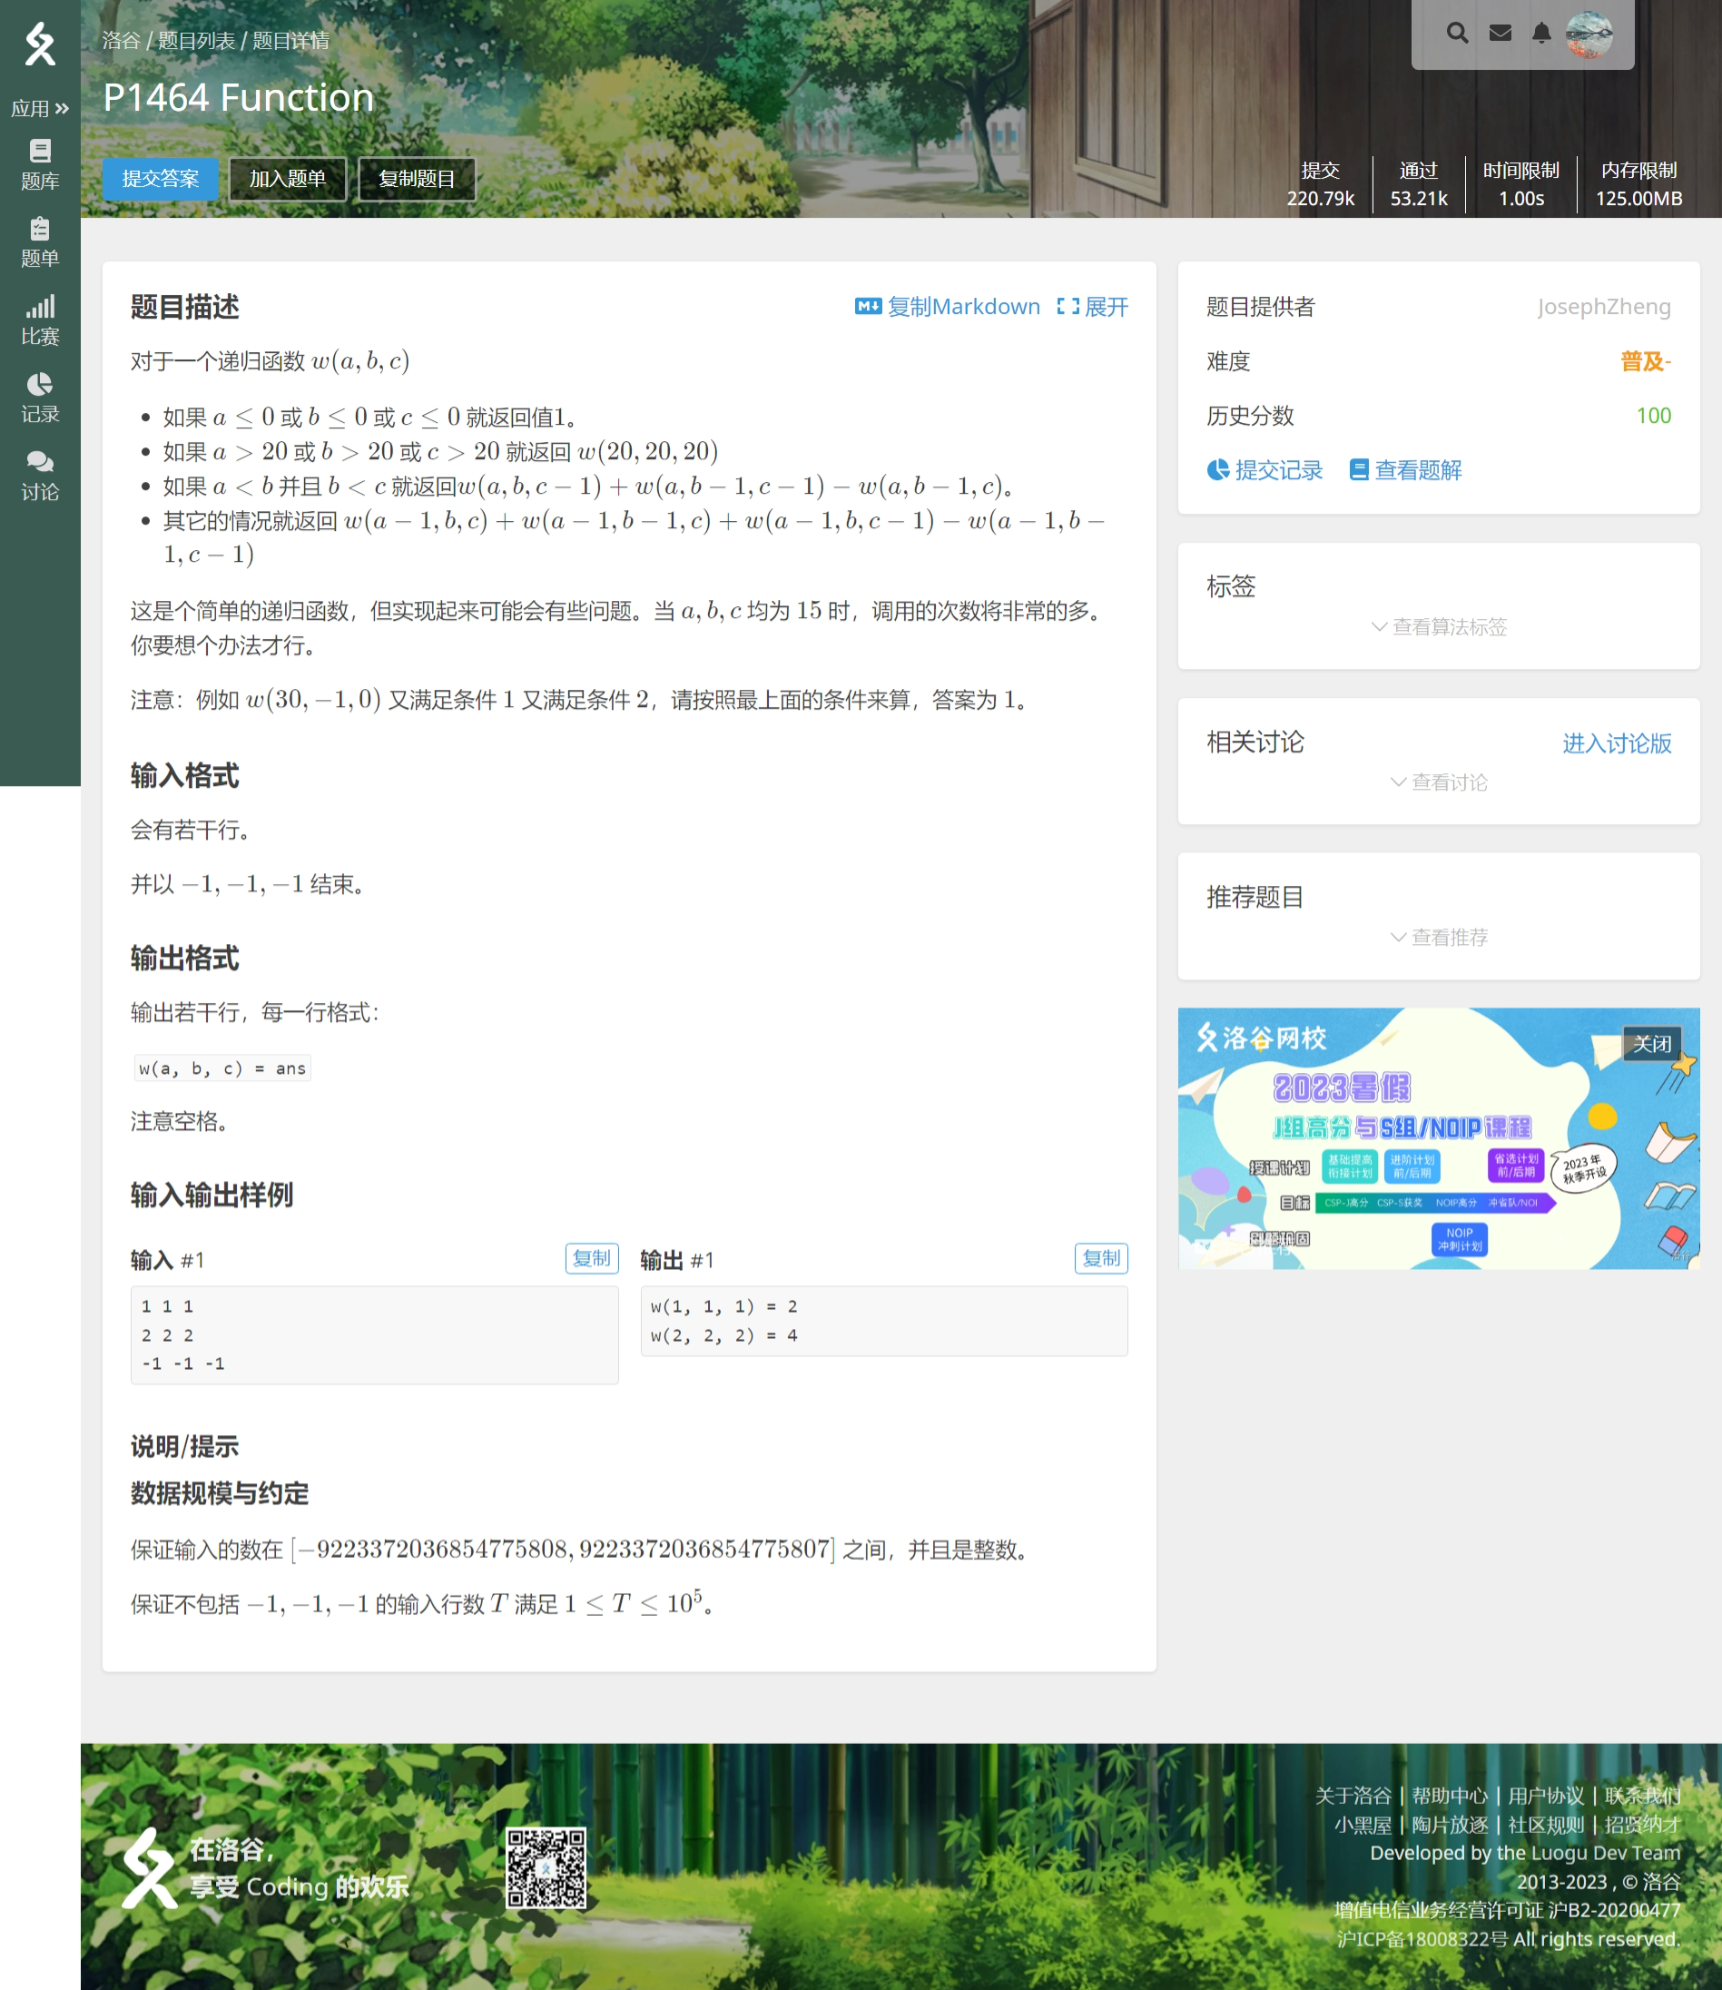 洛谷 / 题目列表 / 题目详情
P1464 Function
提交答案
加入题单
复制题目
提交
220.79k
通过
53.21k
时间限制
1.00s
内存限制
125.00MB
应用
题库
题单
比赛
记录
讨论
题目描述
复制Markdown
展开
对于一个递归函数 w(a, b, c)
• 如果 a ≤ 0 或 b ≤ 0 或 c ≤ 0 就返回值1。
• 如果 a > 20 或 b > 20 或 c > 20 就返回 w(20, 20, 20)
• 如果 a < b 并且 b < c 就返回w(a, b, c − 1) + w(a, b − 1, c − 1) − w(a, b − 1, c)。
• 其它的情况就返回 w(a − 1, b, c) + w(a − 1, b − 1, c) + w(a − 1, b, c − 1) − w(a − 1, b −
1, c − 1)
这是个简单的递归函数，但实现起来可能会有些问题。当 a, b, c 均为 15 时，调用的次数将非常的多。
你要想个办法才行。
注意：例如 w(30, −1, 0) 又满足条件 1 又满足条件 2，请按照最上面的条件来算，答案为 1。
输入格式
会有若干行。
并以 −1, −1, −1 结束。
输出格式
输出若干行，每一行格式：
w(a, b, c) = ans
注意空格。
输入输出样例
输入 #1
复制
1 1 1
2 2 2
-1 -1 -1
输出 #1
复制
w(1, 1, 1) = 2
w(2, 2, 2) = 4
说明/提示
数据规模与约定
保证输入的数在 [−9223372036854775808, 9223372036854775807] 之间，并且是整数。
保证不包括 −1, −1, −1 的输入行数 T 满足 1 ≤ T ≤ 10⁵。
题目提供者
JosephZheng
难度
普及-
历史分数
100
提交记录
查看题解
标签
查看算法标签
相关讨论
进入讨论版
查看讨论
推荐题目
查看推荐
洛谷网校
关闭
2023暑假
J组高分与S组/NOIP课程
授课计划
基础提高
衔接计划
进阶计划
前/后期
省选计划
前/后期
2023 年
秋季开设
目标
CSP-J高分
CSP-S获奖
NOIP高分
冲省队/NOI
NOIP
冲刺计划
在洛谷，
享受 Coding 的欢乐
关于洛谷 | 帮助中心 | 用户协议 | 联系我们
小黑屋 | 陶片放逐 | 社区规则 | 招贤纳才
Developed by the Luogu Dev Team
2013-2023 , © 洛谷
增值电信业务经营许可证 沪B2-20200477
沪ICP备18008322号 All rights reserved.